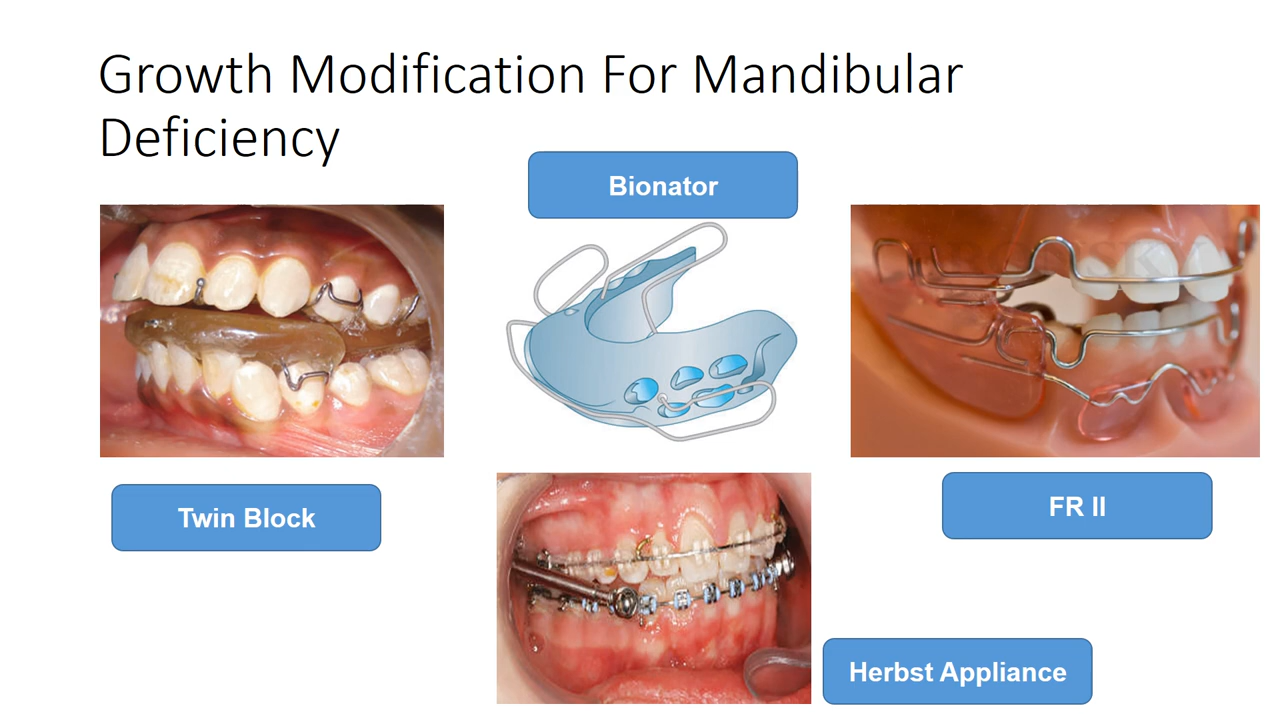 Growth Modification For Mandibular
Deficiency
Bionator
Twin Block
FR II
Herbst Appliance